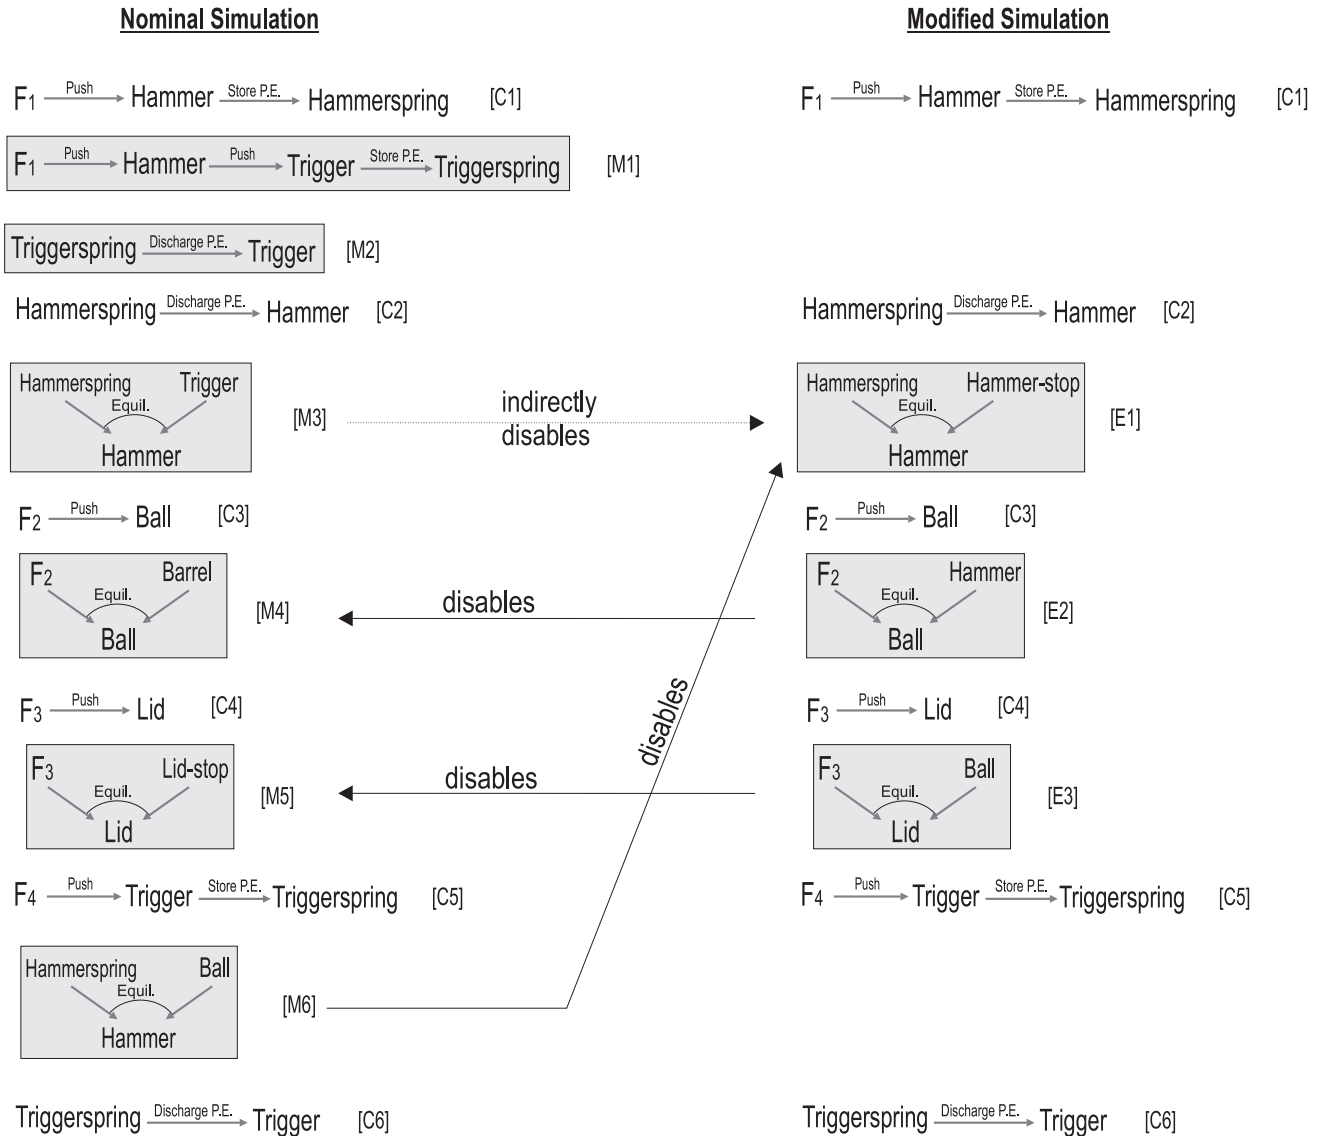 Nominal Simulation
Modified Simulation
F1 Push Hammer Store P.E. Hammerspring [C1]
F1 Push Hammer Store P.E. Hammerspring [C1]
F1 Push Hammer Push Trigger Store P.E. Triggerspring [M1]
Triggerspring Discharge P.E. Trigger [M2]
Hammerspring Discharge P.E. Hammer [C2]
Hammerspring Discharge P.E. Hammer [C2]
Hammerspring Trigger
Equil.
Hammer
[M3]
indirectly
disables
Hammerspring Hammer-stop
Equil.
Hammer
[E1]
F2 Push Ball [C3]
F2 Push Ball [C3]
F2 Barrel
Equil.
Ball
[M4]
disables
F2 Hammer
Equil.
Ball
[E2]
disables
F3 Push Lid [C4]
F3 Push Lid [C4]
F3 Lid-stop
Equil.
Lid
[M5]
disables
F3 Ball
Equil.
Lid
[E3]
F4 Push Trigger Store P.E. Triggerspring [C5]
F4 Push Trigger Store P.E. Triggerspring [C5]
Hammerspring Ball
Equil.
Hammer
[M6]
Triggerspring Discharge P.E. Trigger [C6]
Triggerspring Discharge P.E. Trigger [C6]